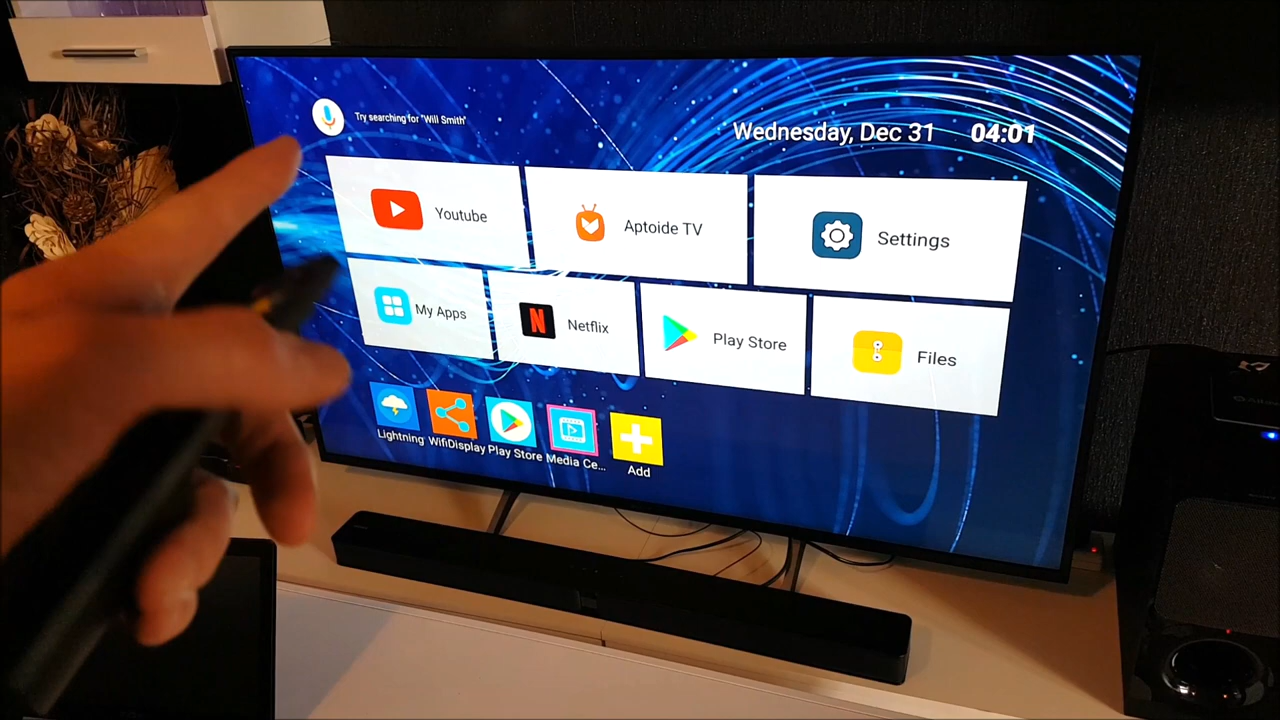 Try searching for "Will Smith"
Wednesday, Dec 31 04:01
Youtube
Aptoide TV
Settings
My Apps
Netflix
Play Store
Files
Lightning
WifiDisplay
Play Store
Media Ce...
Add